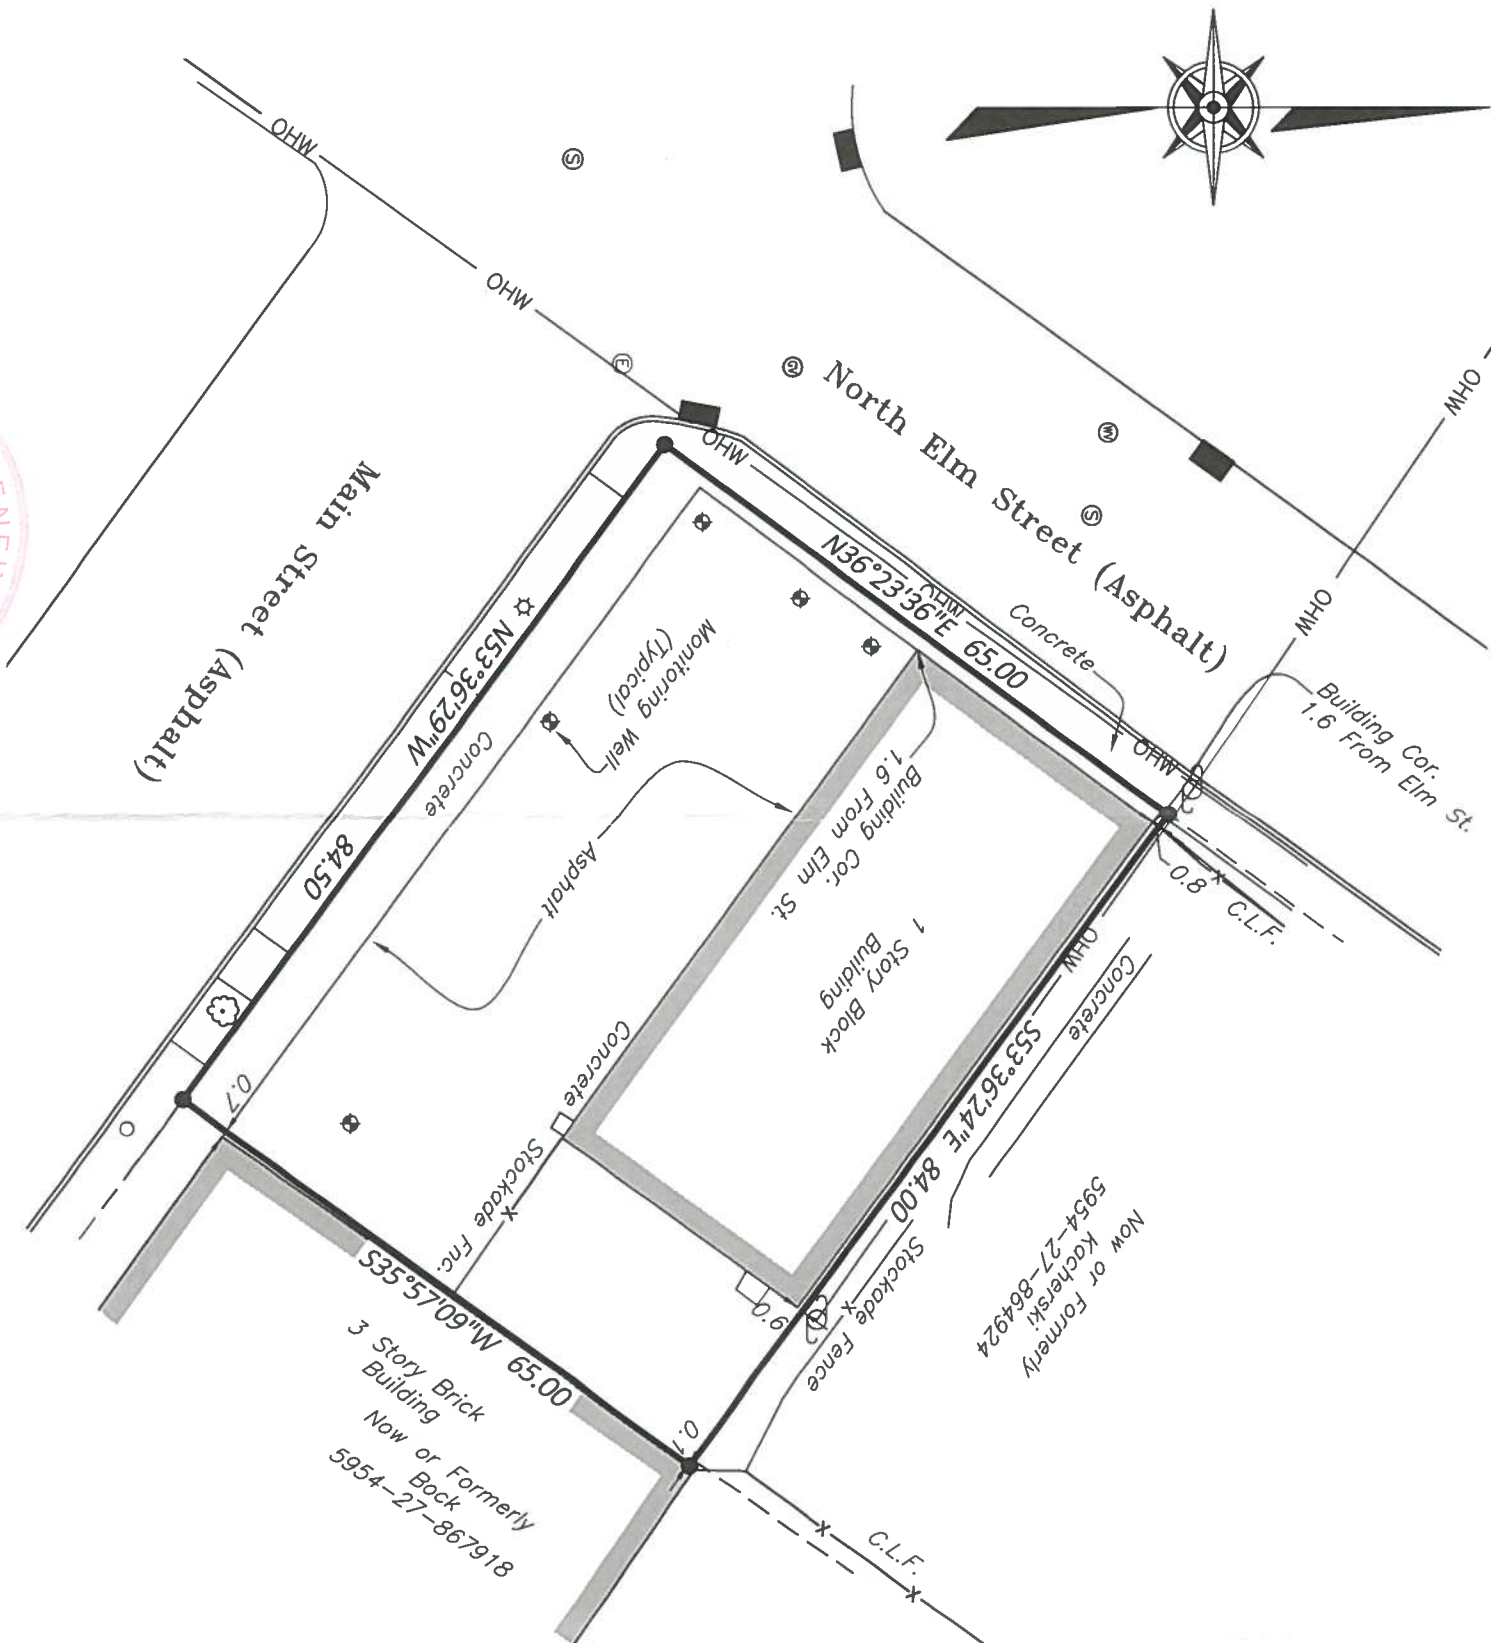 OHW
OHW
OHW
OHW
OHW
OHW
OHW
OHW
S
E
GV
W
S
North Elm Street (Asphalt)
Main Street (Asphalt)
N36°23'36"E 65.00
Concrete
Building Cor.
1.6 From Elm St.
Monitoring Well
(Typical)
N53°36'29"W
84.50
Concrete
Asphalt
Building Cor.
1.6 From Elm St.
1 Story Block
Building
0.8
C.L.F.
Concrete
S53°36'24"E 84.00
Concrete
Stockade Fnc.
Stockade Fence
0.7
0.6
0.1
S35°57'09"W 65.00
3 Story Brick
Building
Now or Formerly
Bock
5954-27-867918
Now or Formerly
Kacherski
5954-27-864924
C.L.F.